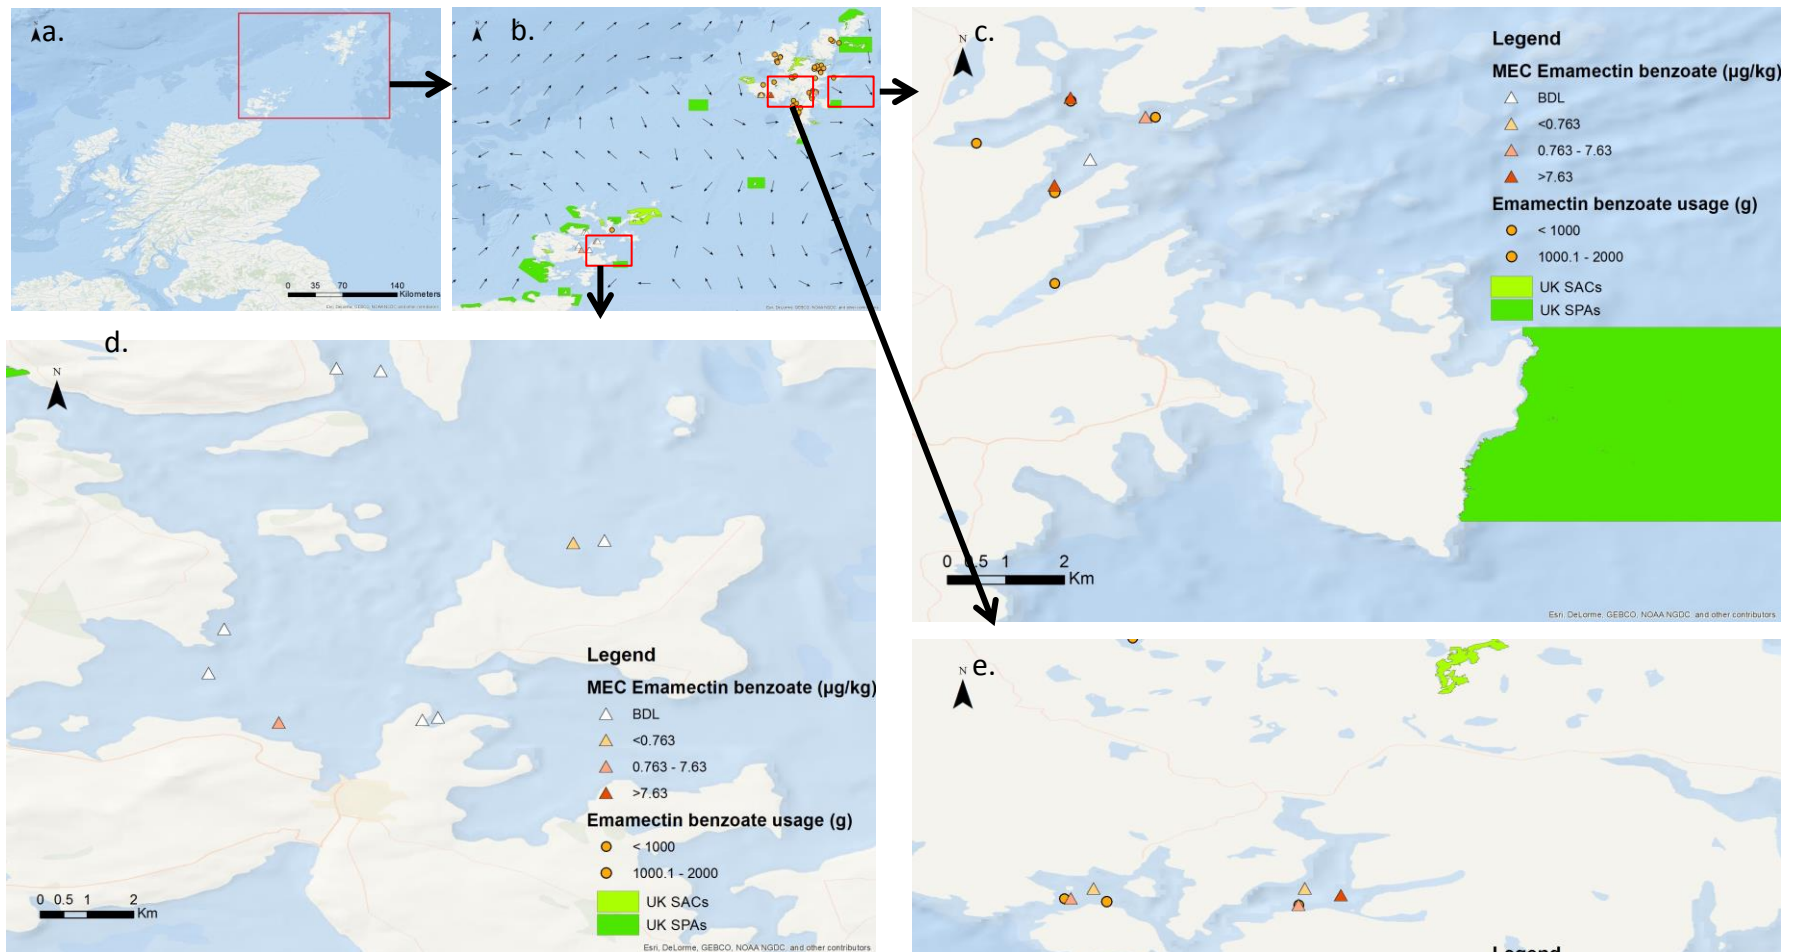 a.
N
0 35 70 140
Kilometers
b.
N
c.
N
Legend
MEC Emamectin benzoate (µg/kg)
BDL
<0.763
0.763 - 7.63
>7.63
Emamectin benzoate usage (g)
< 1000
1000.1 - 2000
UK SACs
UK SPAs
0 0.5 1 2
Km
Esri, DeLorme, GEBCO, NOAA NGDC, and other contributors
d.
N
Legend
MEC Emamectin benzoate (µg/kg)
BDL
<0.763
0.763 - 7.63
>7.63
Emamectin benzoate usage (g)
< 1000
1000.1 - 2000
UK SACs
UK SPAs
0 0.5 1 2
Km
Esri, DeLorme, GEBCO, NOAA NGDC, and other contributors
e.
N
Legend